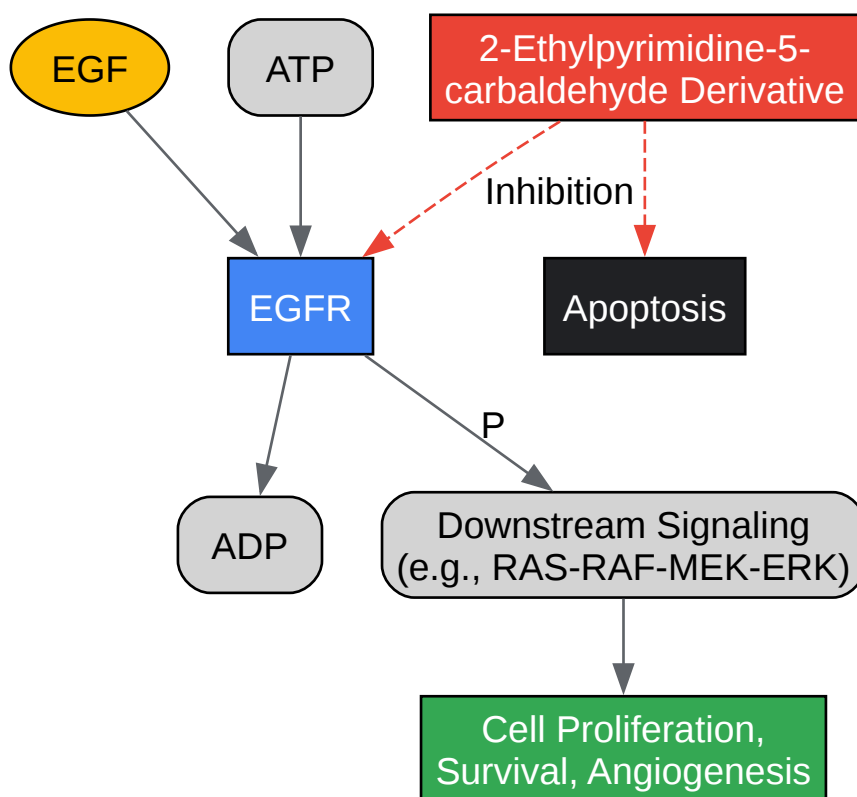 EGF
ATP
2-Ethylpyrimidine-5-
carbaldehyde Derivative
Inhibition
EGFR
Apoptosis
P
ADP
Downstream Signaling
(e.g., RAS-RAF-MEK-ERK)
Cell Proliferation,
Survival, Angiogenesis